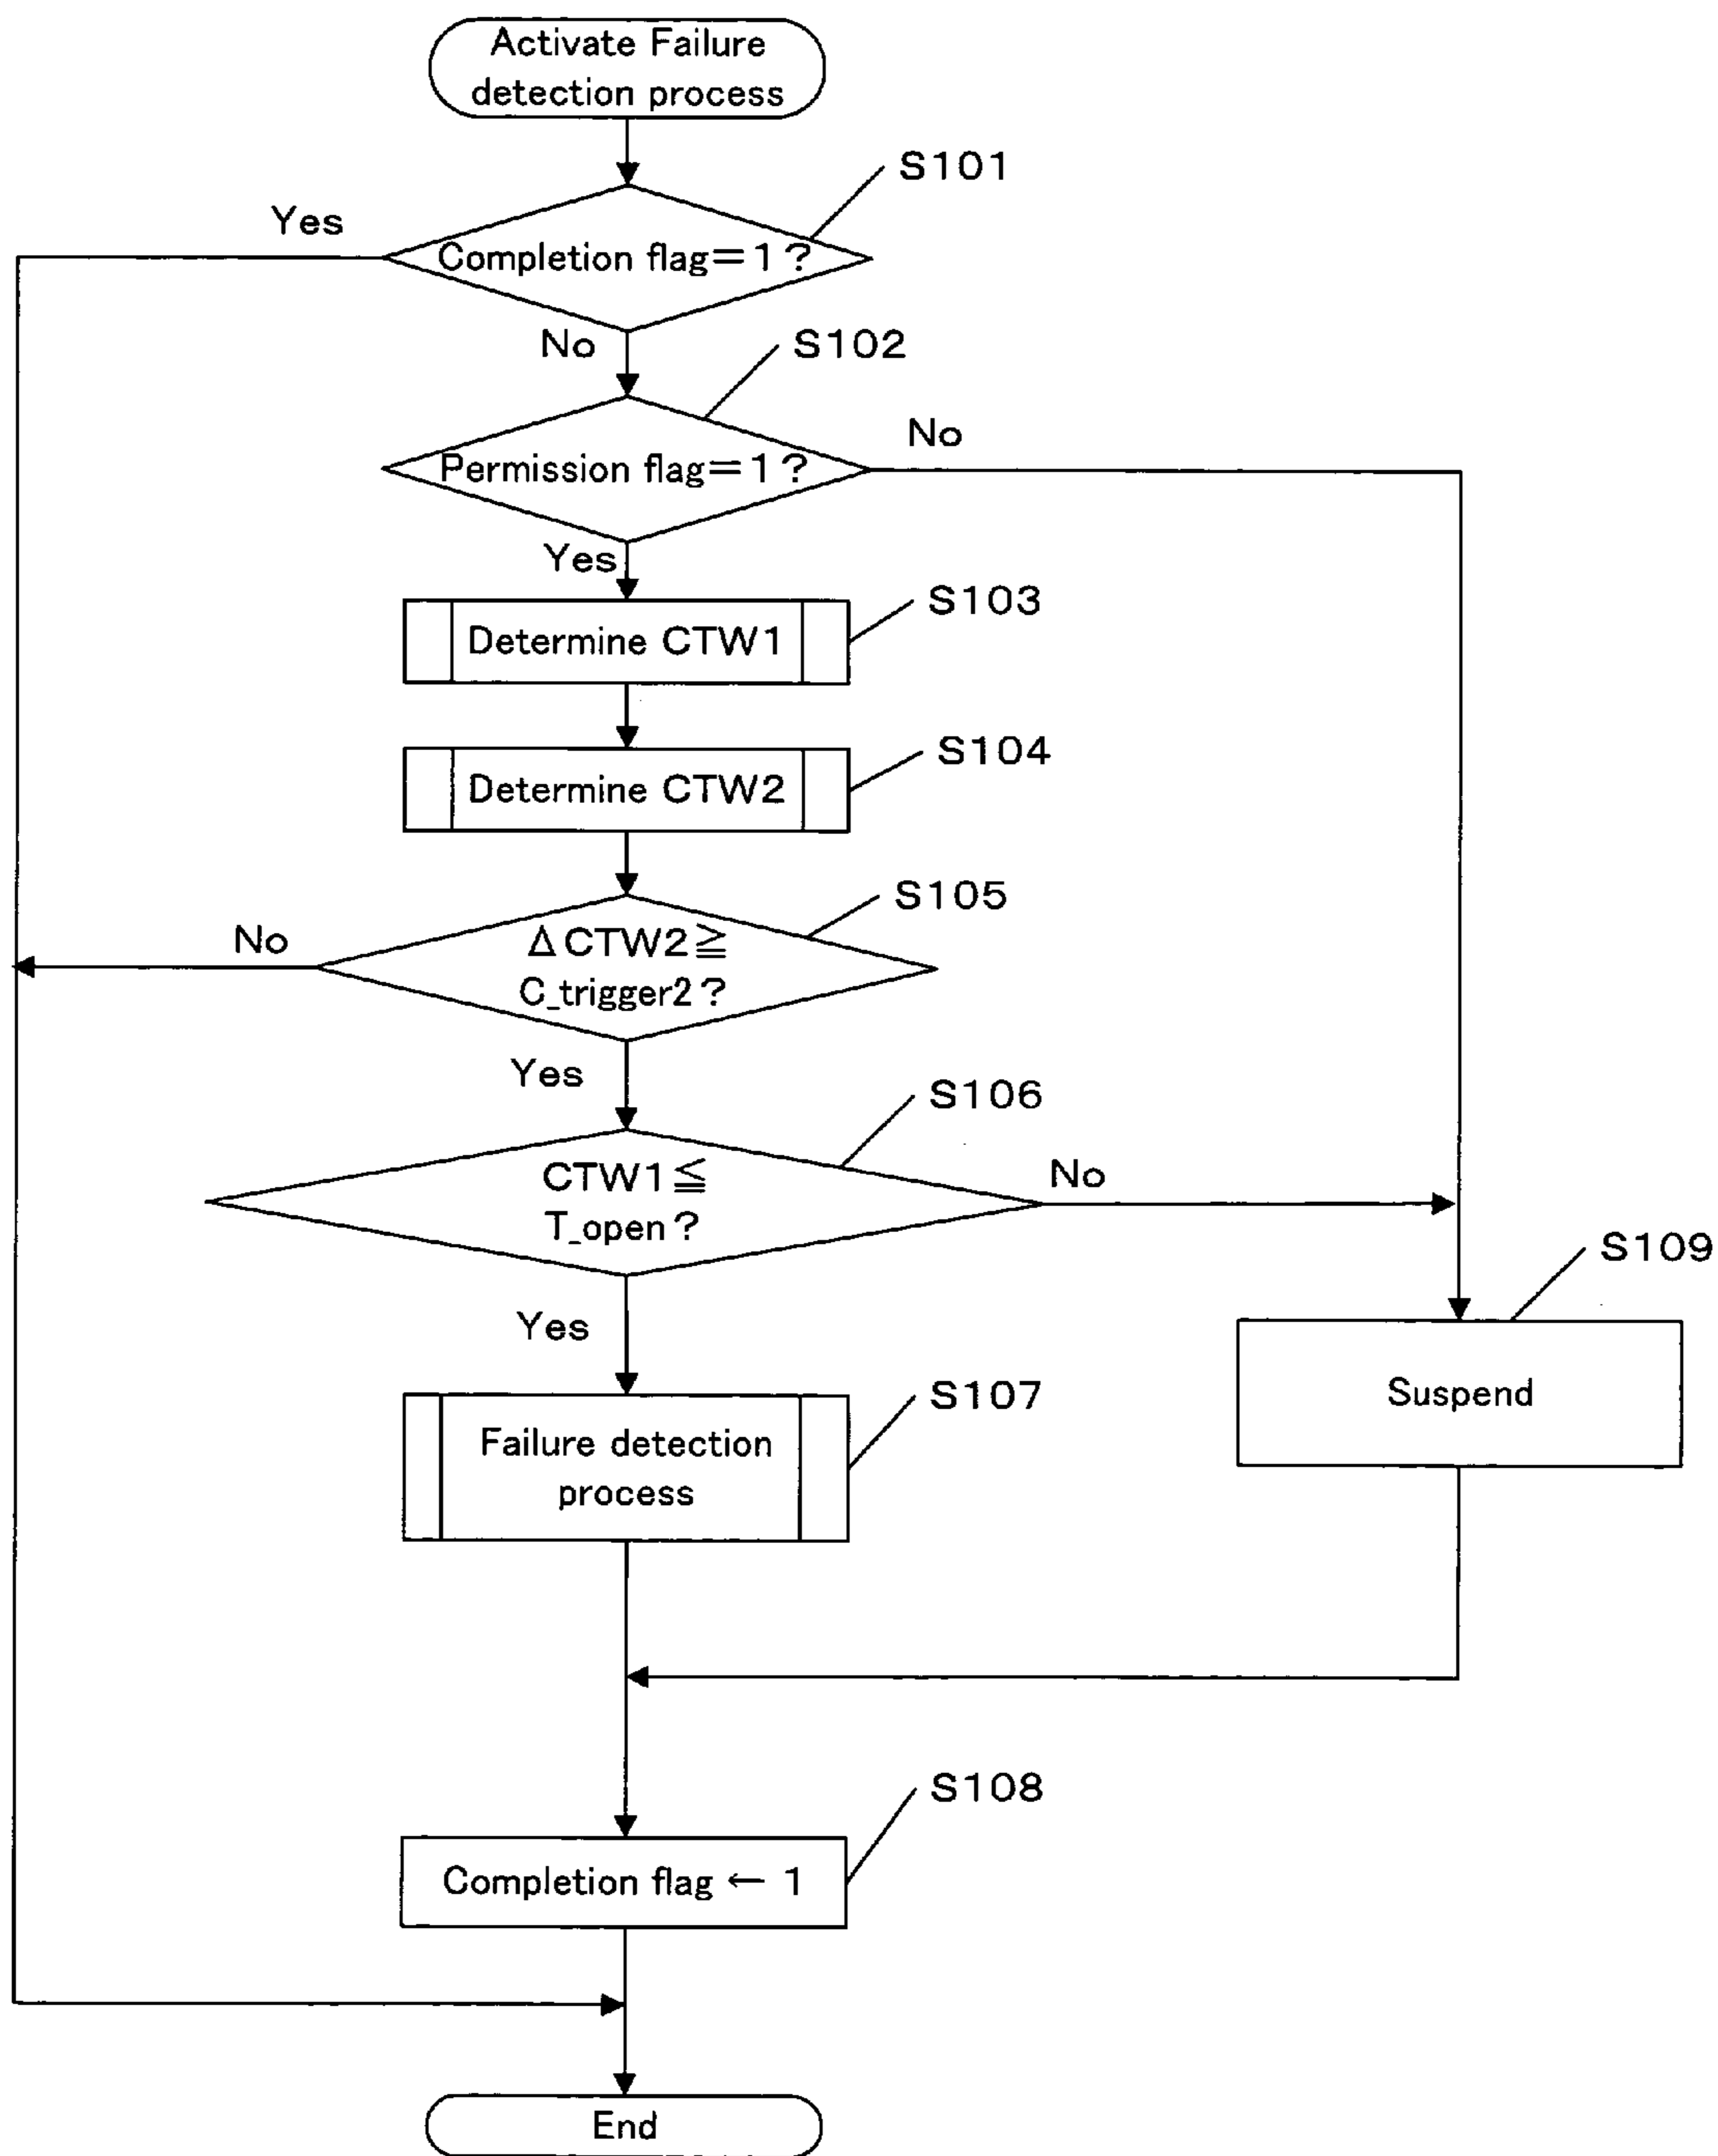 Activate Failure
detection process
S101
Yes
Completion flag=1?
No
S102
No
Permission flag=1?
Yes
S103
Determine CTW1
S104
Determine CTW2
S105
No
Δ CTW2≧
C_trigger2?
Yes
S106
CTW1≦
T_open?
No
S109
Yes
Suspend
S107
Failure detection
process
S108
Completion flag ← 1
End